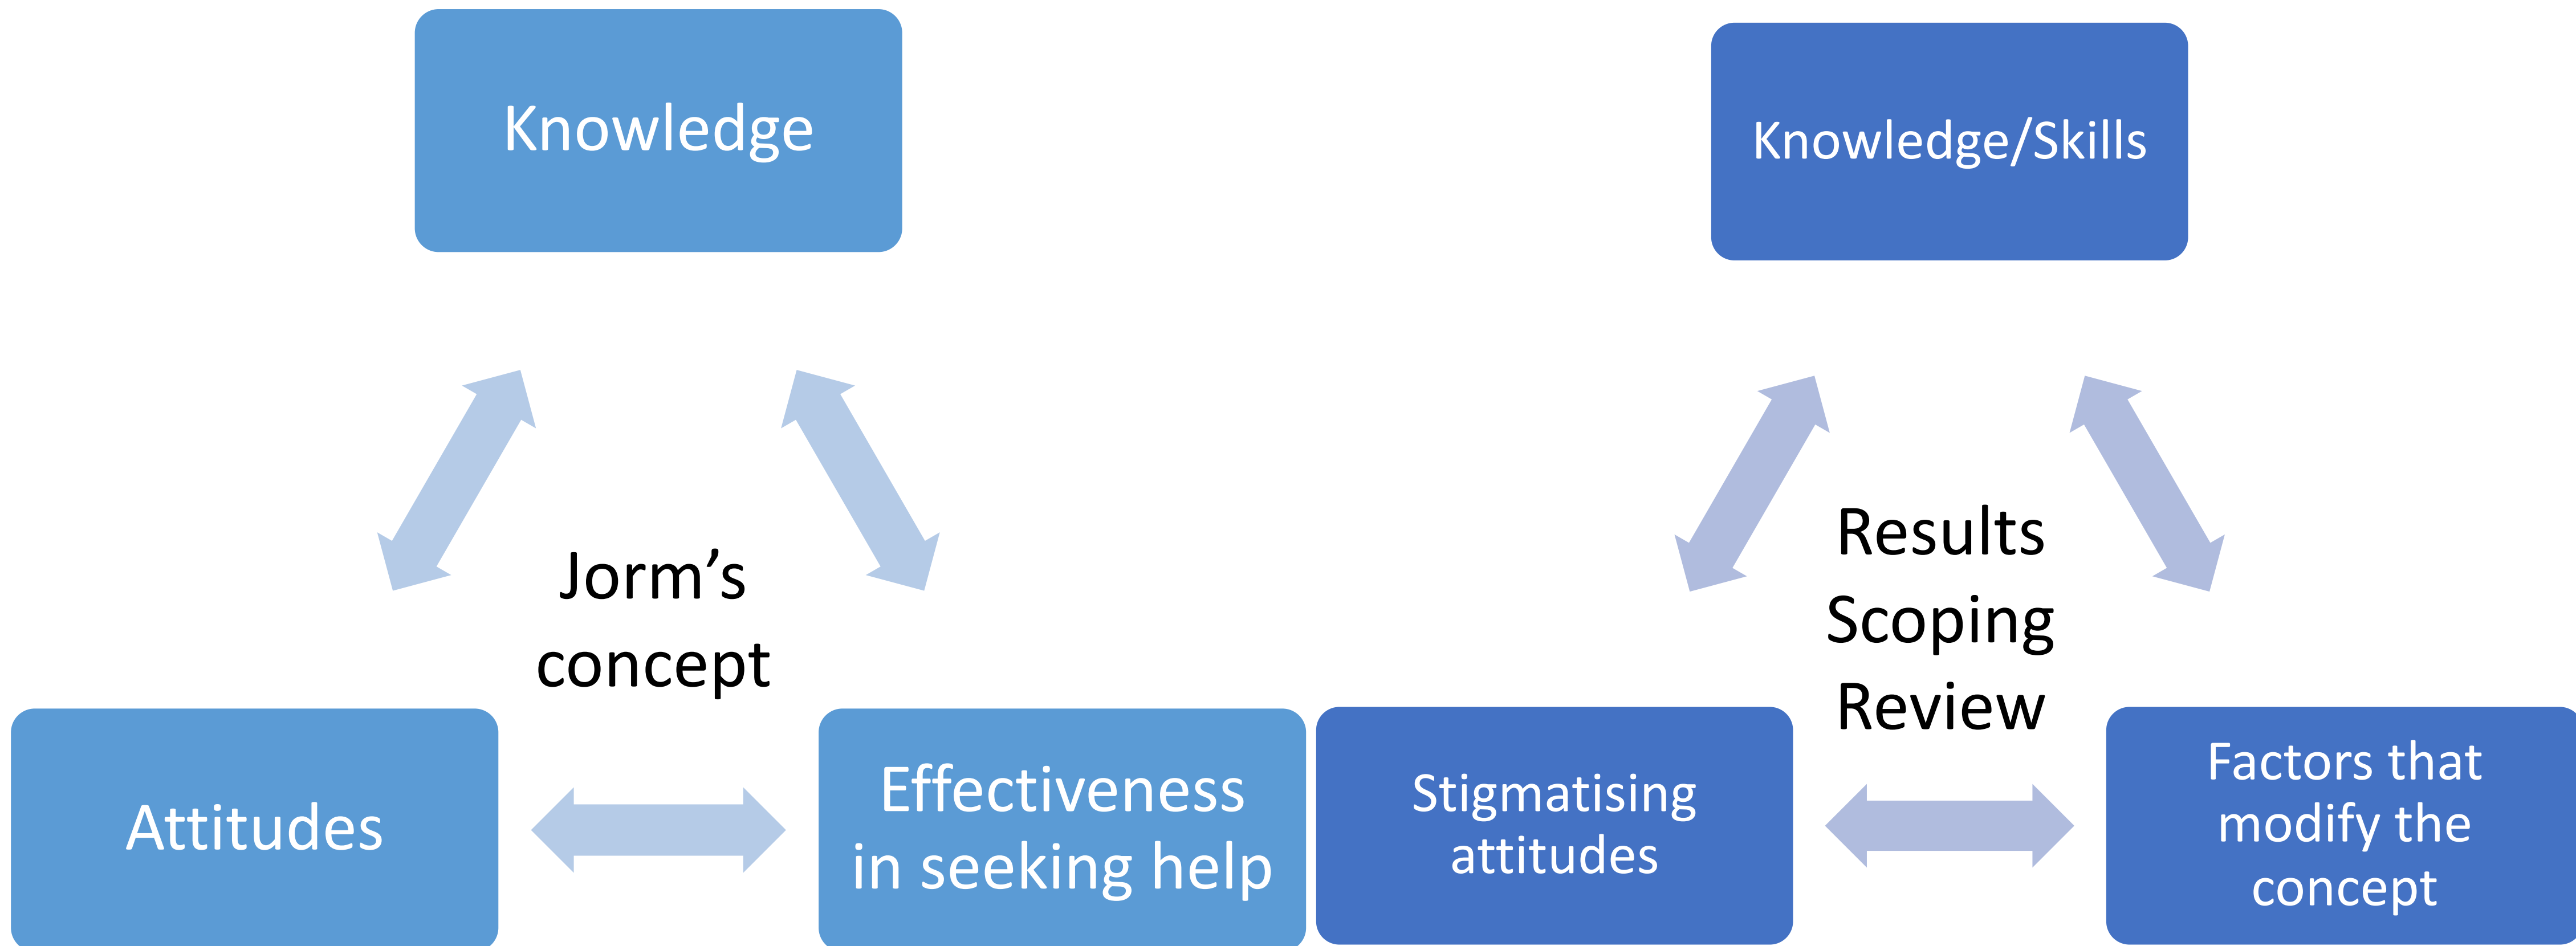 Knowledge
Jorm’s
concept
Attitudes
Effectiveness
in seeking help
Knowledge/Skills
Results
Scoping
Review
Stigmatising
attitudes
Factors that
modify the
concept